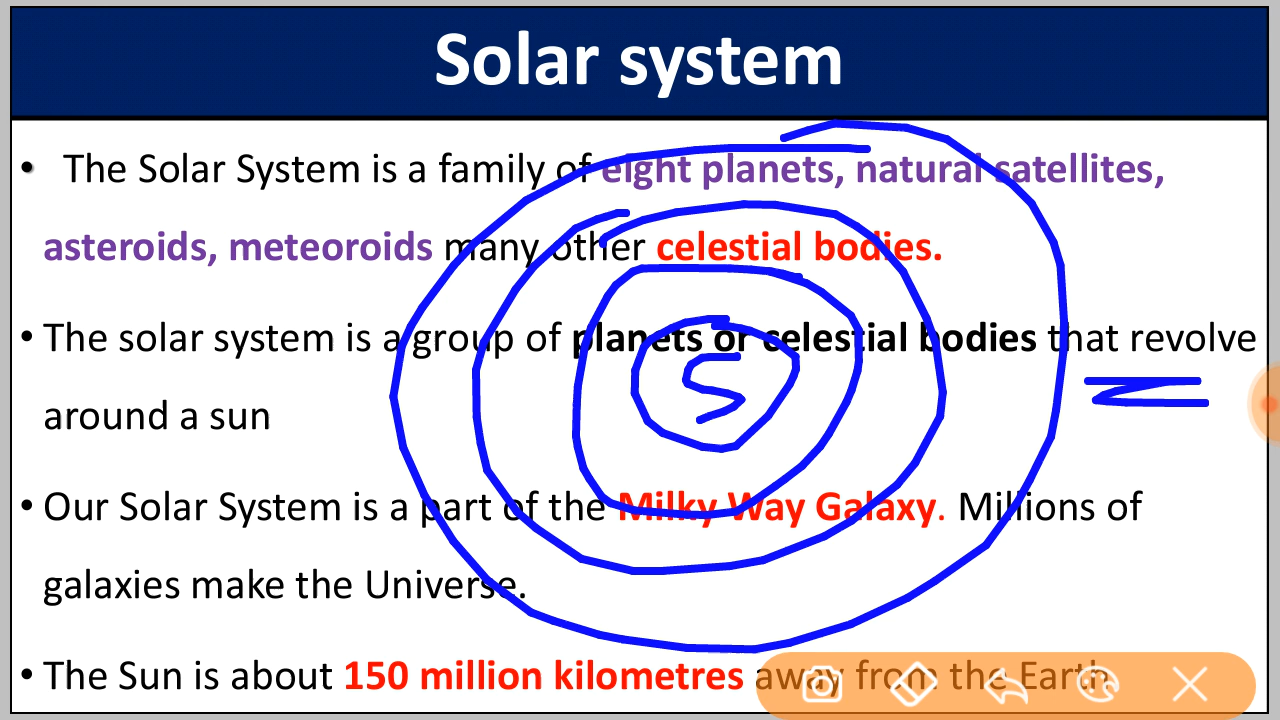 Solar system
• The Solar System is a family of eight planets, natural satellites,
asteroids, meteoroids many other celestial bodies.
• The solar system is a group of planets or celestial bodies that revolve
around a sun
• Our Solar System is a part of the Milky Way Galaxy. Millions of
galaxies make the Universe.
• The Sun is about 150 million kilometres away from the Earth
S